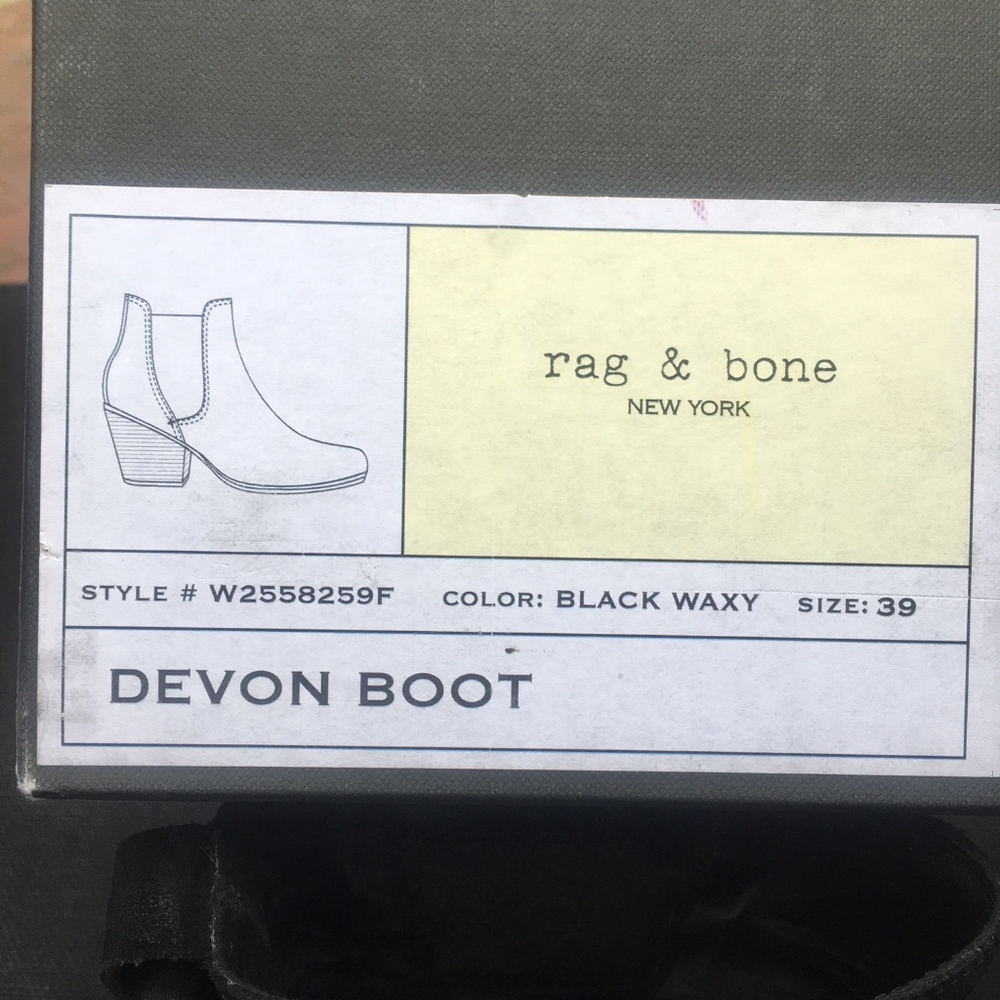 rag & bone
NEW YORK
STYLE # W2558259F COLOR: BLACK WAXY SIZE: 39
DEVON BOOT